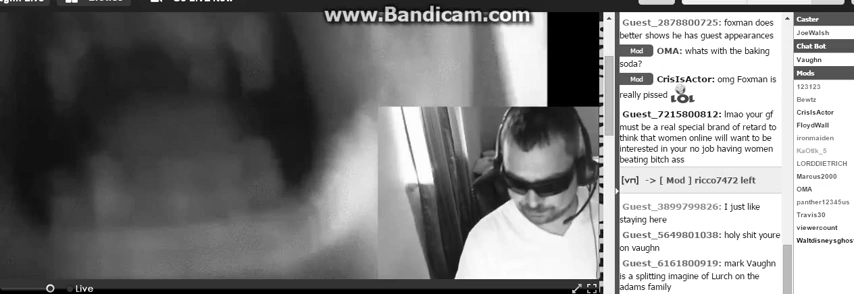 www.Bandicam.com
Guest_2878800725: foxman does
better shows he has guest appearances
Mod OMA: whats with the baking
soda?
Mod CrisIsActor: omg Foxman is
really pissed LOL
Guest_7215800812: lmao your gf
must be a real special brand of retard to
think that women online will want to be
interested in your no job having women
beating bitch ass
-> [ Mod ] ricco7472 left
Guest_3899799826: I just like
staying here
Guest_5649801038: holy shit youre
on vaughn
Guest_6161800919: mark Vaughn
is a splitting imagine of Lurch on the
adams family
Caster
JoeWalsh
Chat Bot
Vaughn
Mods
123123
Bewtz
CrisIsActor
FloydWall
ironmaiden
KaO8k_5
LORDDIETRICH
Marcus2000
OMA
panther12345us
Travis30
viewercount
Waltdisneysghos
Live